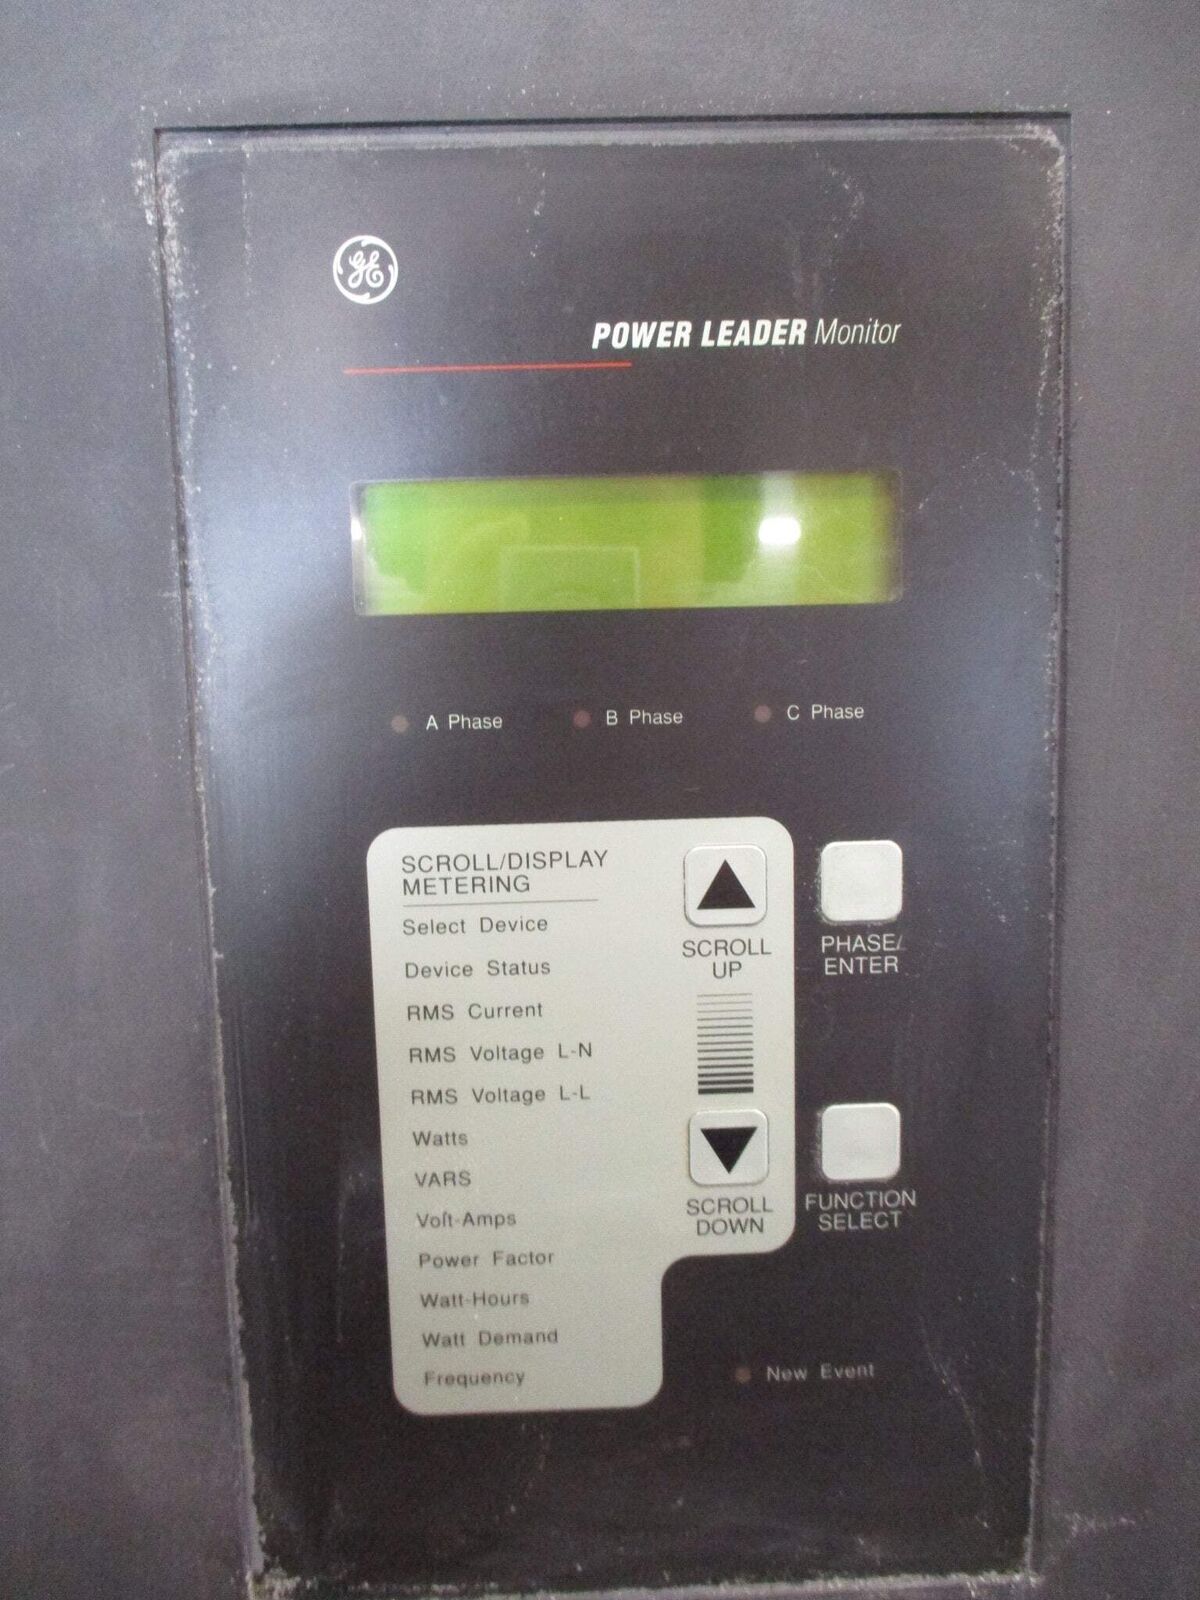 GE
POWER LEADER Monitor
A Phase
B Phase
C Phase
SCROLL/DISPLAY
METERING
Select Device
Device Status
RMS Current
RMS Voltage L-N
RMS Voltage L-L
Watts
VARS
Volt-Amps
Power Factor
Watt-Hours
Watt Demand
Frequency
SCROLL
UP
SCROLL
DOWN
PHASE/
ENTER
FUNCTION
SELECT
New Event